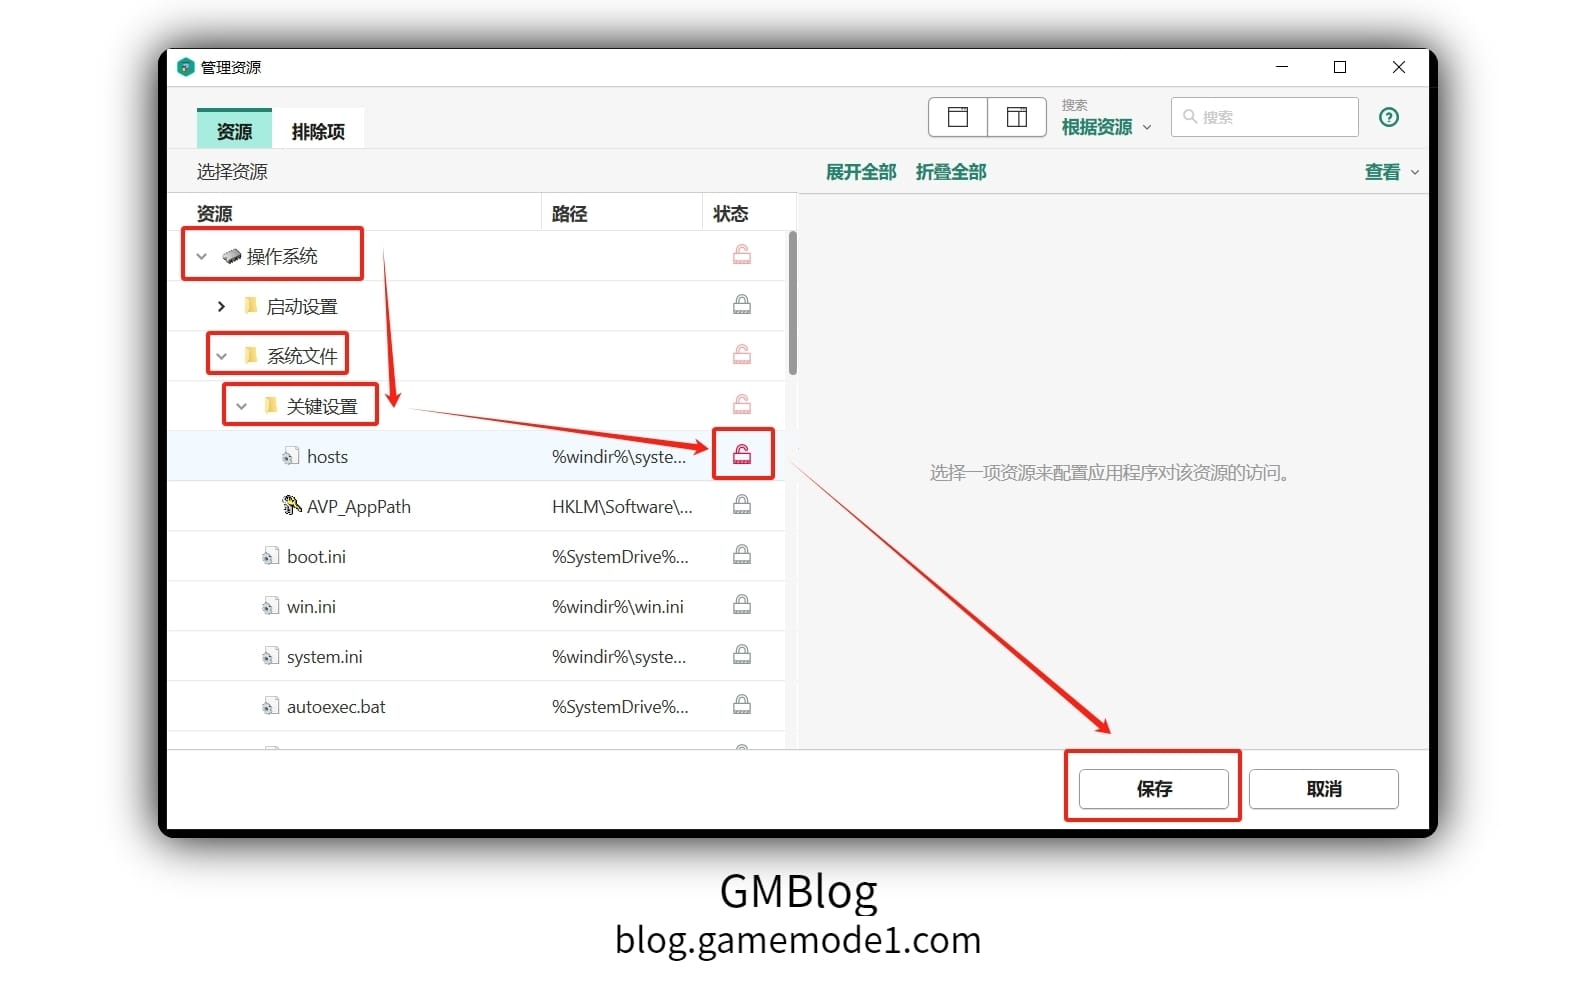 管理资源
资源 排除项
搜索
根据资源
搜索
选择资源
展开全部 折叠全部 查看
资源 路径 状态
操作系统
启动设置
系统文件
关键设置
hosts %windir%\syste...
AVP_AppPath HKLM\Software\...
boot.ini %SystemDrive%...
win.ini %windir%\win.ini
system.ini %windir%\syste...
autoexec.bat %SystemDrive%...
选择一项资源来配置应用程序对该资源的访问。
保存 取消
GMBlog
blog.gamemode1.com